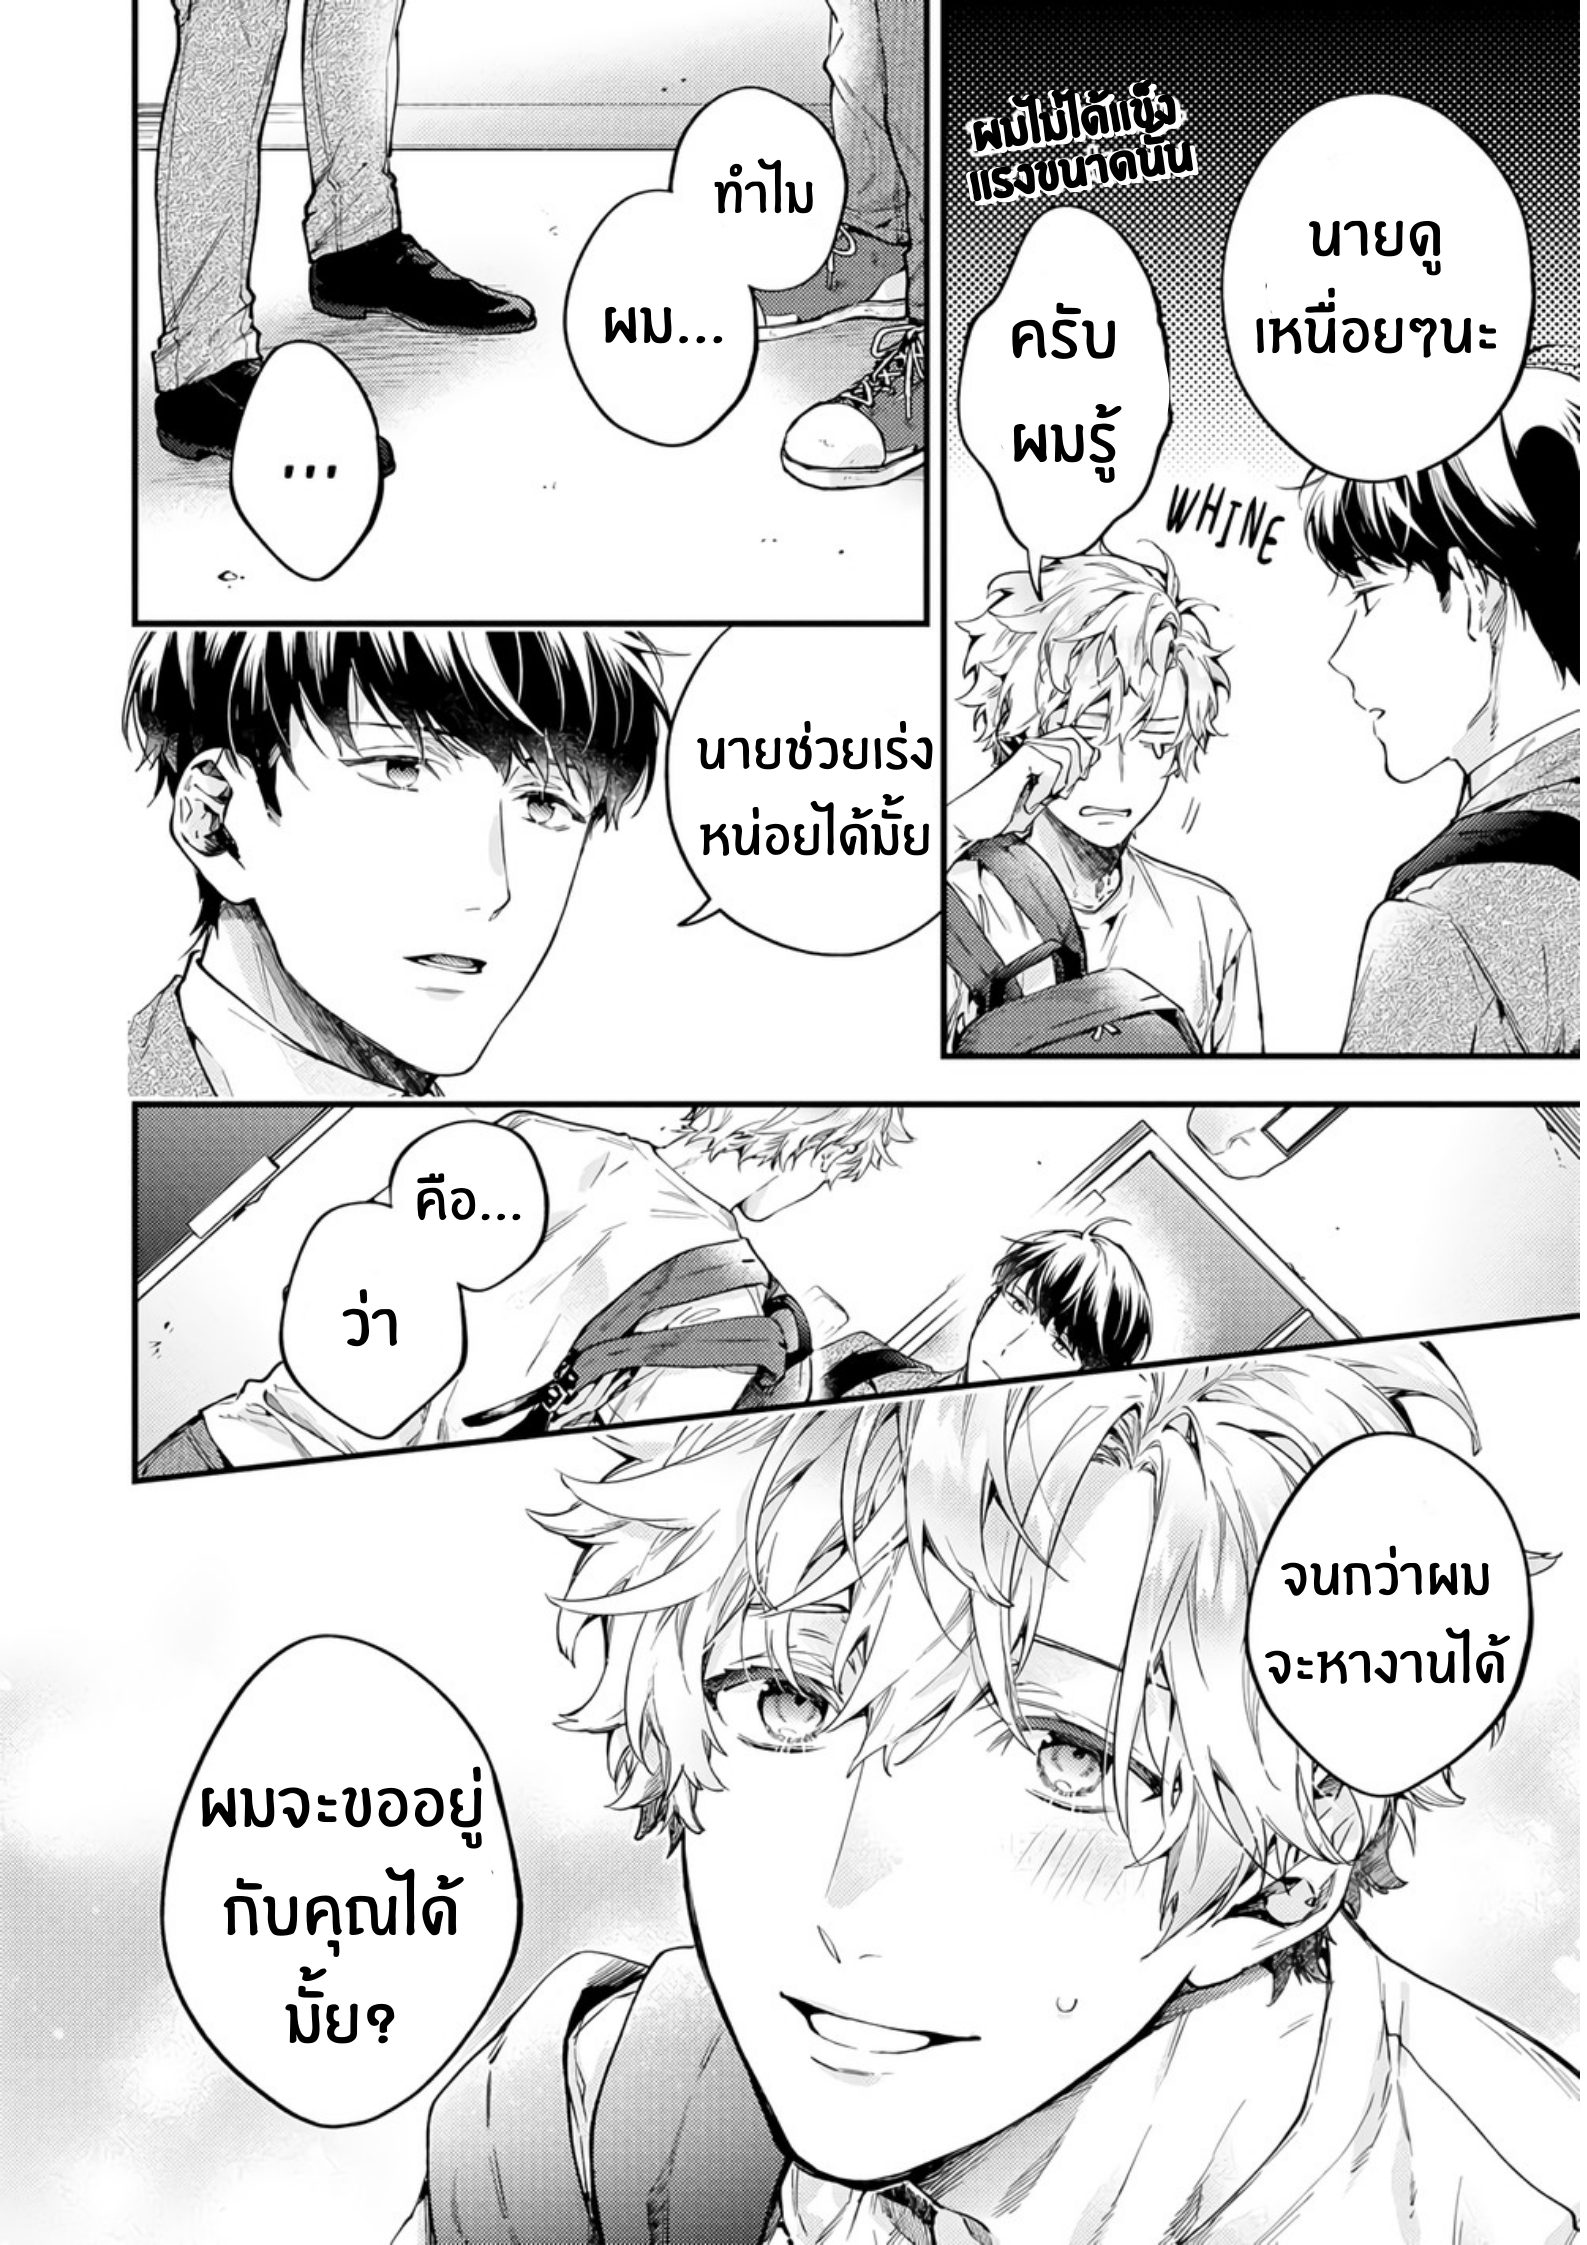 นายดู
เหนื่อยๆนะ
ผมไม่ได้แข็ง
แรงขนาดนั้น
ครับ
ผมรู้
WHINE
ทำไม
ผม...
...
นายช่วยเร่ง
หน่อยได้มั้ย
คือ...
ว่า
จนกว่าผม
จะหางานได้
ผมจะขออยู่
กับคุณได้
มั้ย?